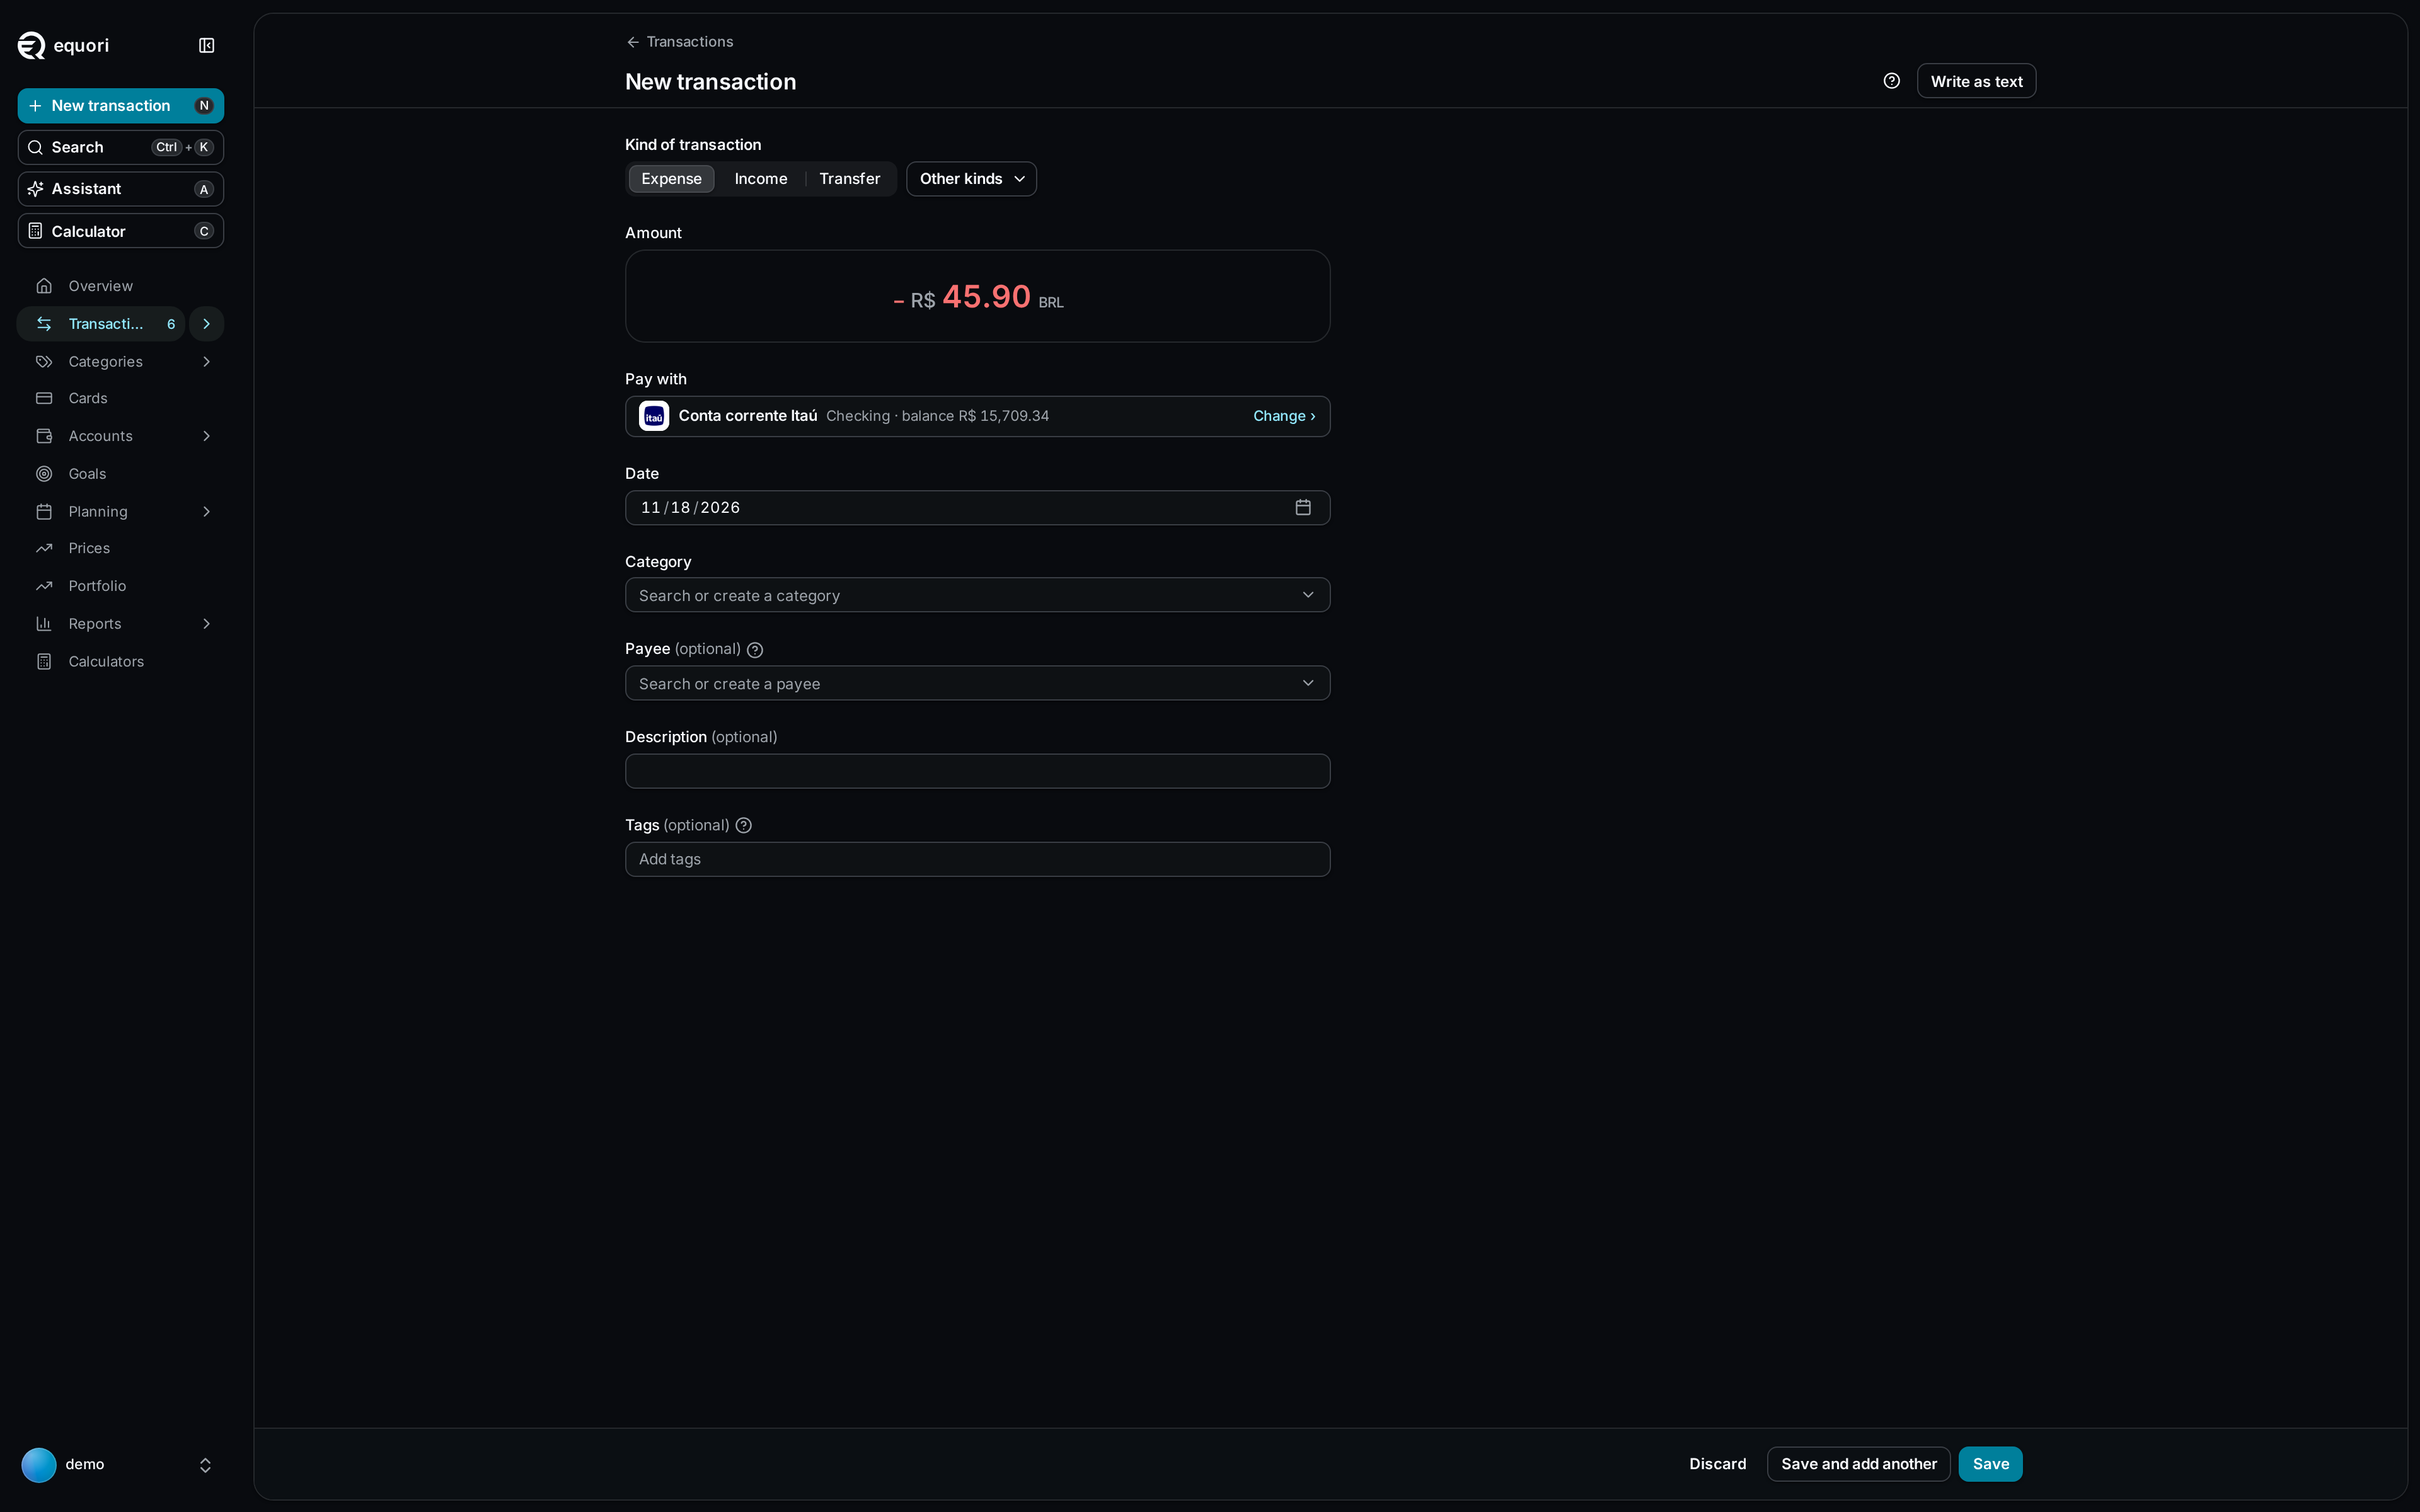 equori
New transaction N
Search Ctrl + K
Assistant A
Calculator C
Overview
Transacti... 6
Categories
Cards
Accounts
Goals
Planning
Prices
Portfolio
Reports
Calculators
demo
Transactions
New transaction
Write as text
Kind of transaction
Expense Income Transfer Other kinds
Amount
– R$ 45.90 BRL
Pay with
itaú Conta corrente Itaú Checking · balance R$ 15,709.34 Change ›
Date
11/18/2026
Category
Search or create a category
Payee (optional)
Search or create a payee
Description (optional)
Tags (optional)
Add tags
Discard Save and add another Save